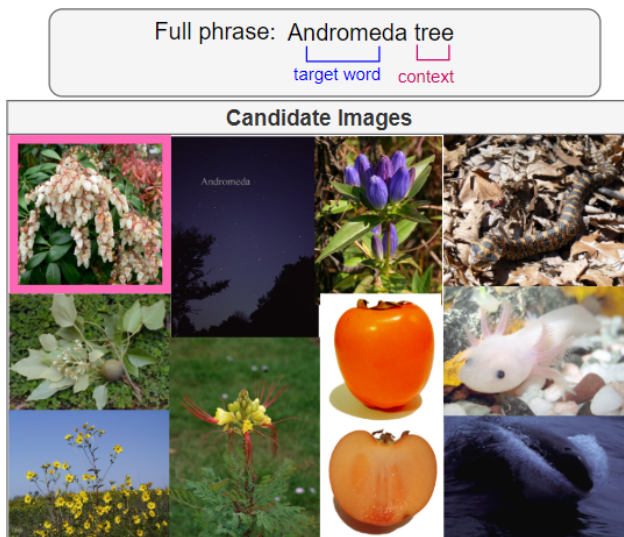 Full phrase: Andromeda tree
target word context
Candidate Images
Andromeda